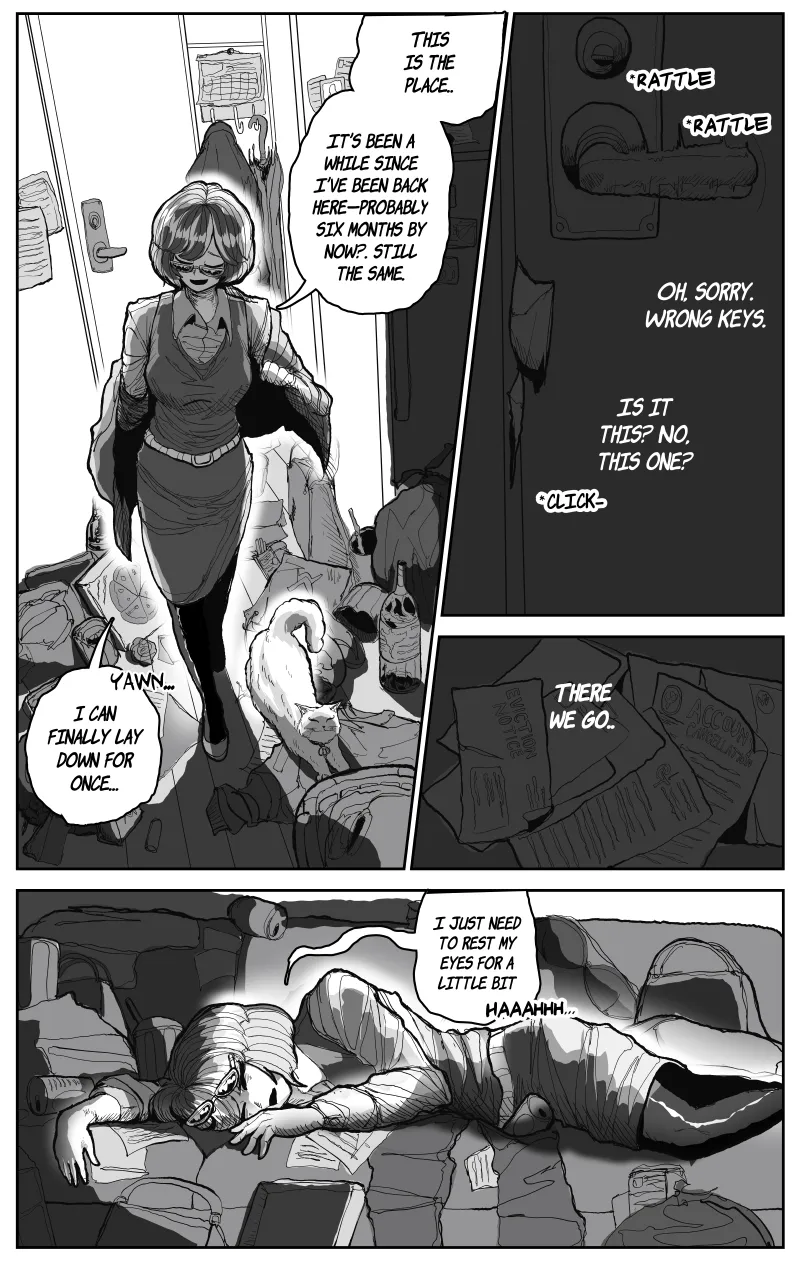 *RATTLE
*RATTLE
OH, SORRY.
WRONG KEYS.
IS IT
THIS? NO,
THIS ONE?
*CLICK-
THERE
WE GO..
EVICTION
NOTICE
ACCOUNT
CANCELLATION
THIS
IS THE
PLACE..
IT'S BEEN A
WHILE SINCE
I'VE BEEN BACK
HERE—PROBABLY
SIX MONTHS BY
NOW?. STILL
THE SAME.
YAWN...
I CAN
FINALLY LAY
DOWN FOR
ONCE...
I JUST NEED
TO REST MY
EYES FOR A
LITTLE BIT
HAAAHHH...